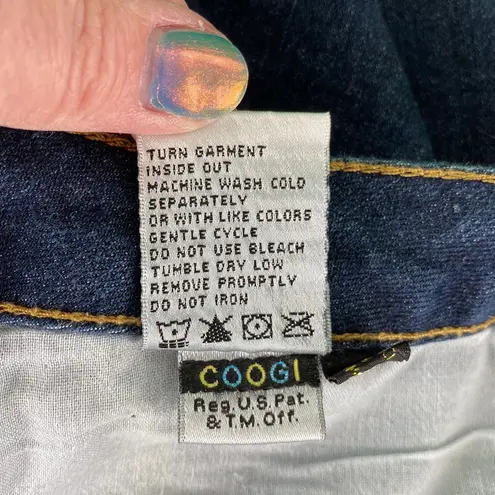 TURN GARMENT
INSIDE OUT
MACHINE WASH COLD
SEPARATELY
OR WITH LIKE COLORS
GENTLE CYCLE
DO NOT USE BLEACH
TUMBLE DRY LOW
REMOVE PROMPTLY
DO NOT IRON
COOGI
Reg. U.S. Pat.
& T.M. Off.